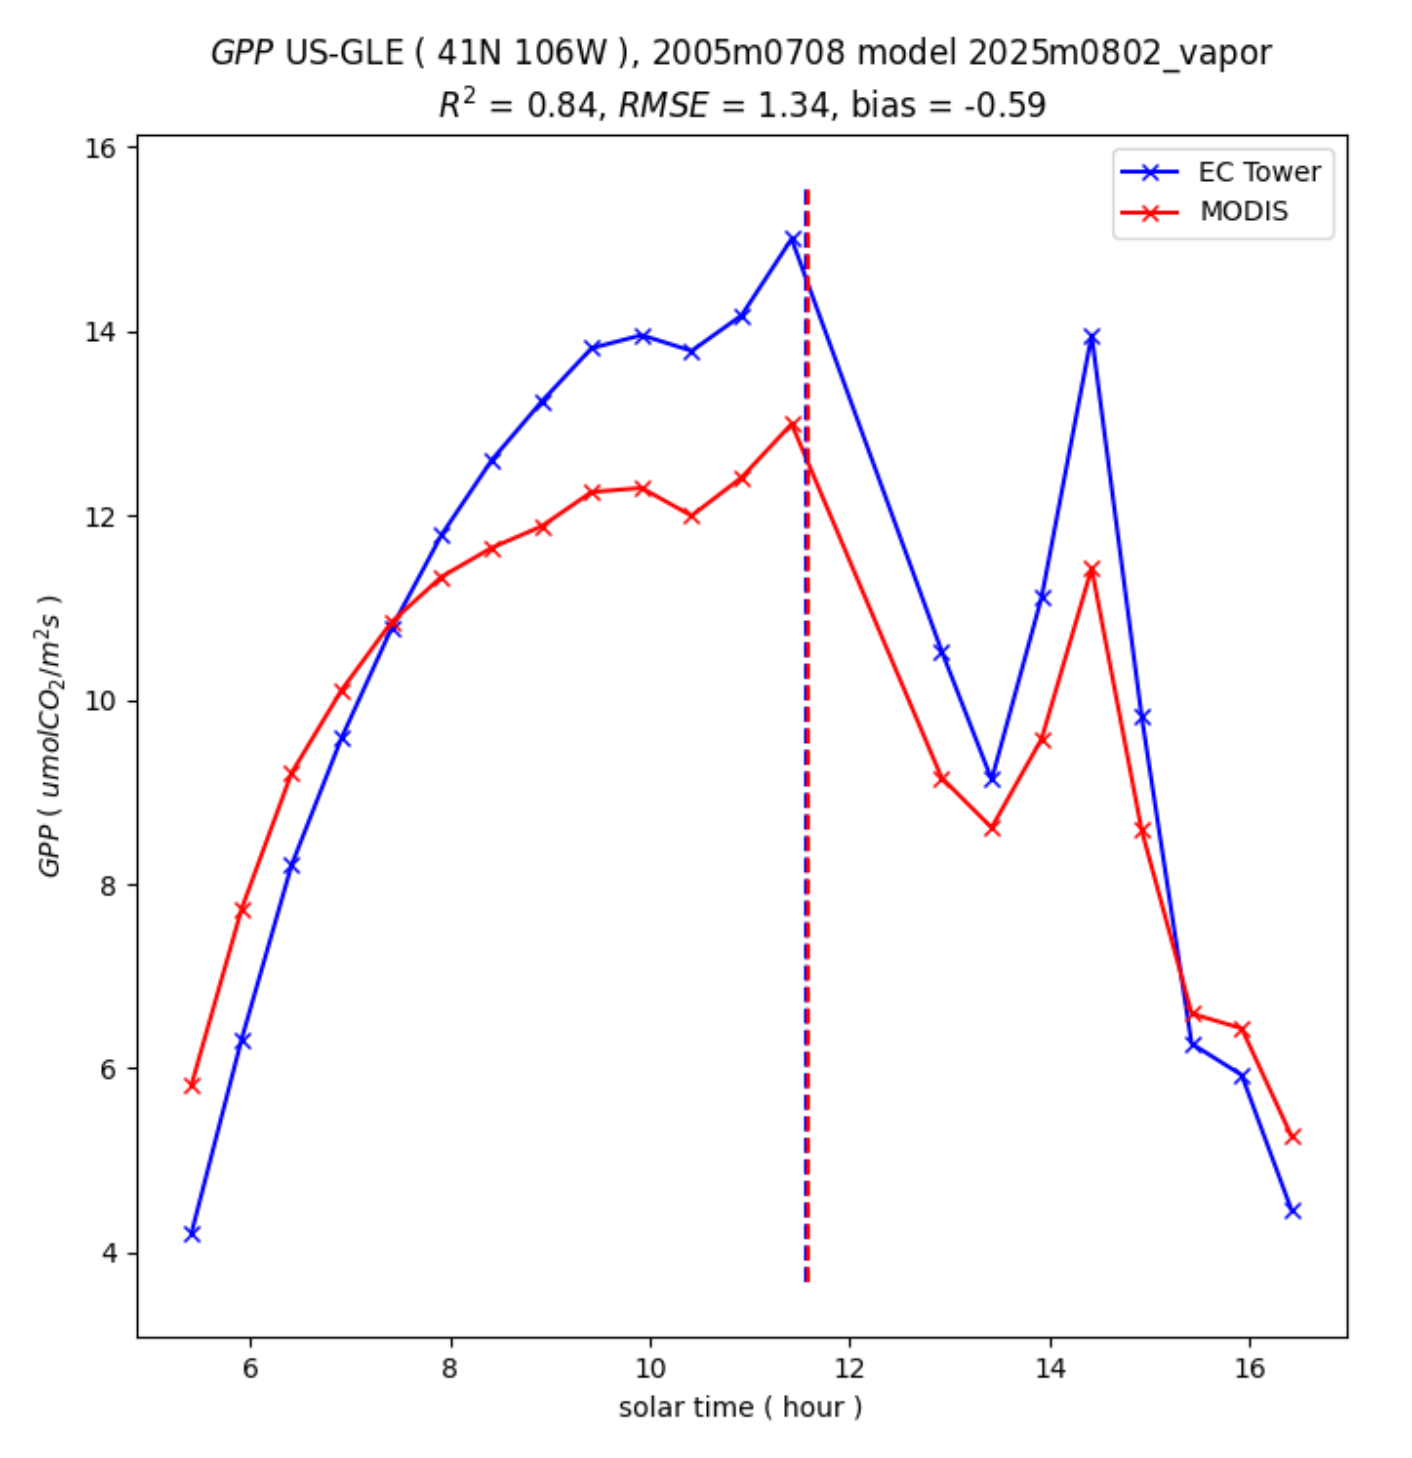 GPP US-GLE ( 41N 106W ), 2005m0708 model 2025m0802_vapor
R² = 0.84, RMSE = 1.34, bias = -0.59
EC Tower
MODIS
16
14
12
10
8
6
4
GPP ( umolCO₂/m²s )
6 8 10 12 14 16
solar time ( hour )